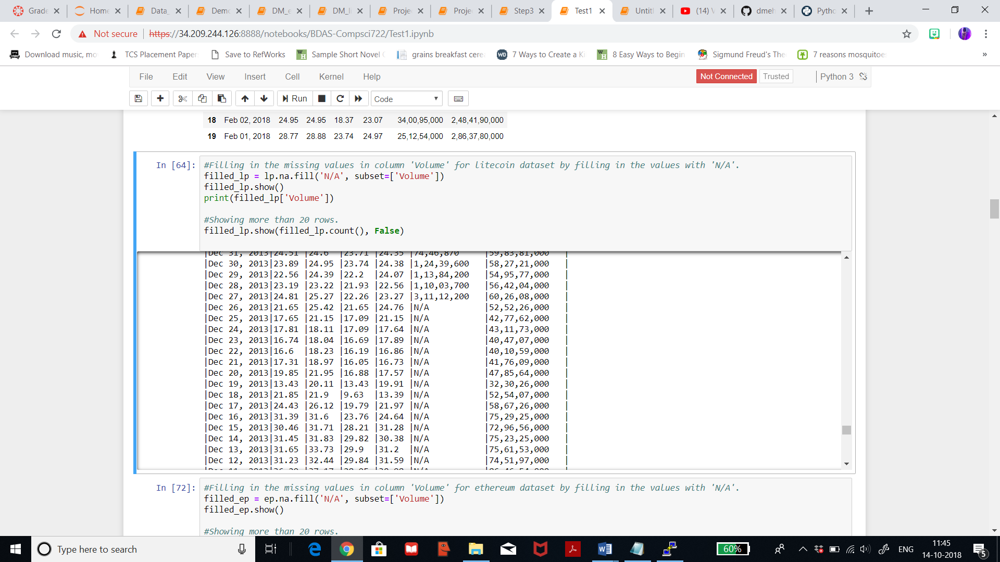 Grade Home Data_ Demo DM_e DM_li Projec Projec Step3 Test1 Untitl (14) V dmeh Pytho
Not secure https://34.209.244.126:8888/notebooks/BDAS-Compsci722/Test1.ipynb
Download music, mo TCS Placement Paper Save to RefWorks Sample Short Novel grains breakfast cere WD 7 Ways to Create a Ki 8 Easy Ways to Begin Sigmund Freud's The 7 reasons mosquitoe »
File Edit View Insert Cell Kernel Help Not Connected Trusted Python 3
Run Code
18 Feb 02, 2018 24.95 24.95 18.37 23.07 34,00,95,000 2,48,41,90,000
19 Feb 01, 2018 28.77 28.88 23.74 24.97 25,12,54,000 2,86,37,80,000
In [64]: #Filling in the missing values in column 'Volume' for litecoin dataset by filling in the values with 'N/A'.
filled_lp = lp.na.fill('N/A', subset=['Volume'])
filled_lp.show()
print(filled_lp['Volume'])
#Showing more than 20 rows.
filled_lp.show(filled_lp.count(), False)
|Dec 31, 2013|24.51 |24.6 |23.71 |24.35 |74,46,870 |59,83,81,000 |
|Dec 30, 2013|23.89 |24.95 |23.74 |24.38 |1,24,39,600 |58,27,21,000 |
|Dec 29, 2013|22.56 |24.39 |22.2 |24.07 |1,13,84,200 |54,95,77,000 |
|Dec 28, 2013|23.19 |23.22 |21.93 |22.56 |1,10,03,700 |56,42,04,000 |
|Dec 27, 2013|24.81 |25.27 |22.26 |23.27 |3,11,12,200 |60,26,08,000 |
|Dec 26, 2013|21.65 |25.42 |21.65 |24.76 |N/A |52,52,26,000 |
|Dec 25, 2013|17.65 |21.15 |17.09 |21.15 |N/A |42,77,62,000 |
|Dec 24, 2013|17.81 |18.11 |17.09 |17.64 |N/A |43,11,73,000 |
|Dec 23, 2013|16.74 |18.04 |16.69 |17.89 |N/A |40,47,07,000 |
|Dec 22, 2013|16.6 |18.23 |16.19 |16.86 |N/A |40,10,59,000 |
|Dec 21, 2013|17.31 |18.97 |16.05 |16.73 |N/A |41,76,09,000 |
|Dec 20, 2013|19.85 |21.95 |16.88 |17.57 |N/A |47,85,64,000 |
|Dec 19, 2013|13.43 |20.11 |13.43 |19.91 |N/A |32,30,26,000 |
|Dec 18, 2013|21.85 |21.9 |9.63 |13.39 |N/A |52,54,07,000 |
|Dec 17, 2013|24.43 |26.12 |19.79 |21.97 |N/A |58,67,26,000 |
|Dec 16, 2013|31.39 |31.6 |23.76 |24.64 |N/A |75,29,25,000 |
|Dec 15, 2013|30.46 |31.71 |28.21 |31.28 |N/A |72,96,56,000 |
|Dec 14, 2013|31.45 |31.83 |29.82 |30.38 |N/A |75,23,25,000 |
|Dec 13, 2013|31.65 |33.73 |29.9 |31.2 |N/A |75,61,53,000 |
|Dec 12, 2013|31.23 |32.44 |29.84 |31.59 |N/A |74,51,97,000 |
In [72]: #Filling in the missing values in column 'Volume' for ethereum dataset by filling in the values with 'N/A'.
filled_ep = ep.na.fill('N/A', subset=['Volume'])
filled_ep.show()
#Showing more than 20 rows.
Type here to search 60% ENG 11:45
14-10-2018 5